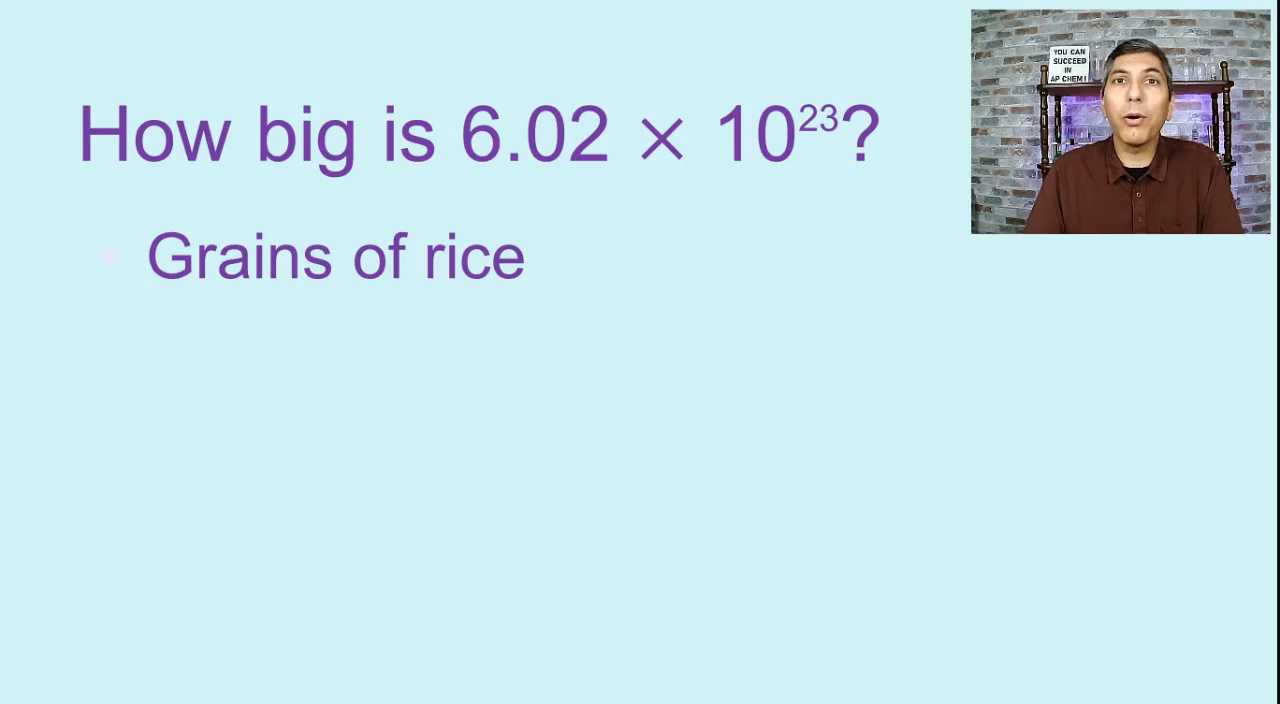 How big is 6.02 × 10²³?
• Grains of rice
YOU CAN
SUCCEED
IN
AP CHEM!